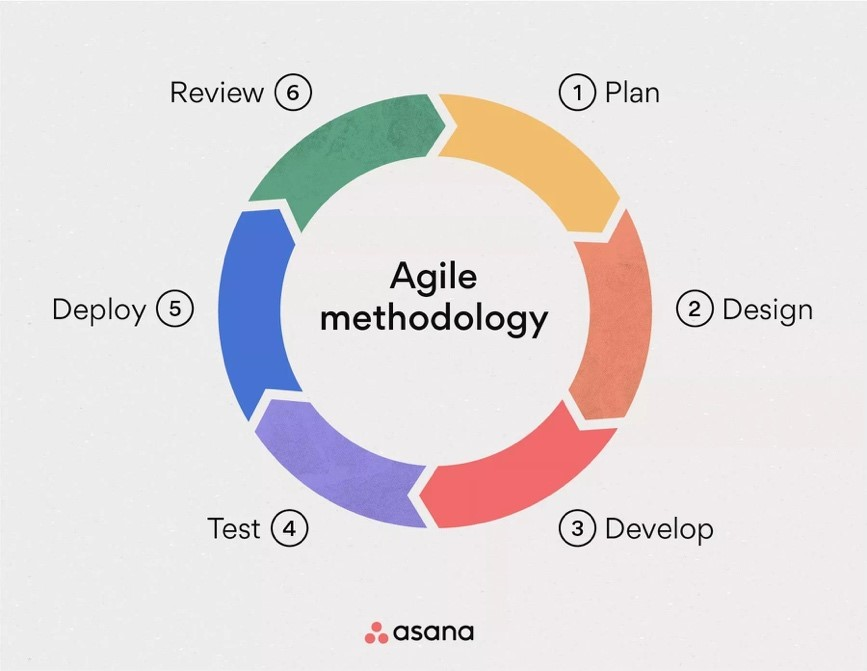 Agile
methodology
1 Plan
2 Design
3 Develop
4 Test
5 Deploy
6 Review
asana